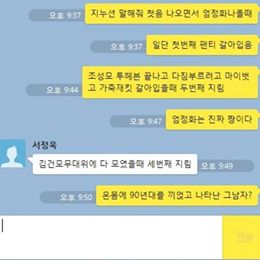 지누션 말해줘 첫음 나오면서 엄정화나올때
오후 9:37
일단 첫번째 팬티 갈아입음
오후 9:37
조성모 투헤븐 끝나고 다짐부르려고 마이벗
고 가죽재킷 갈아입을때 두번째 지림
오후 9:44
엄정화는 진짜 짱이다
오후 9:44
서정욱
김건모무대위에 다 모였을때 세번째 지림
오후 9:49
온몸에 90년대를 끼얹고 나타난 그남자?
오후 9:50
전송